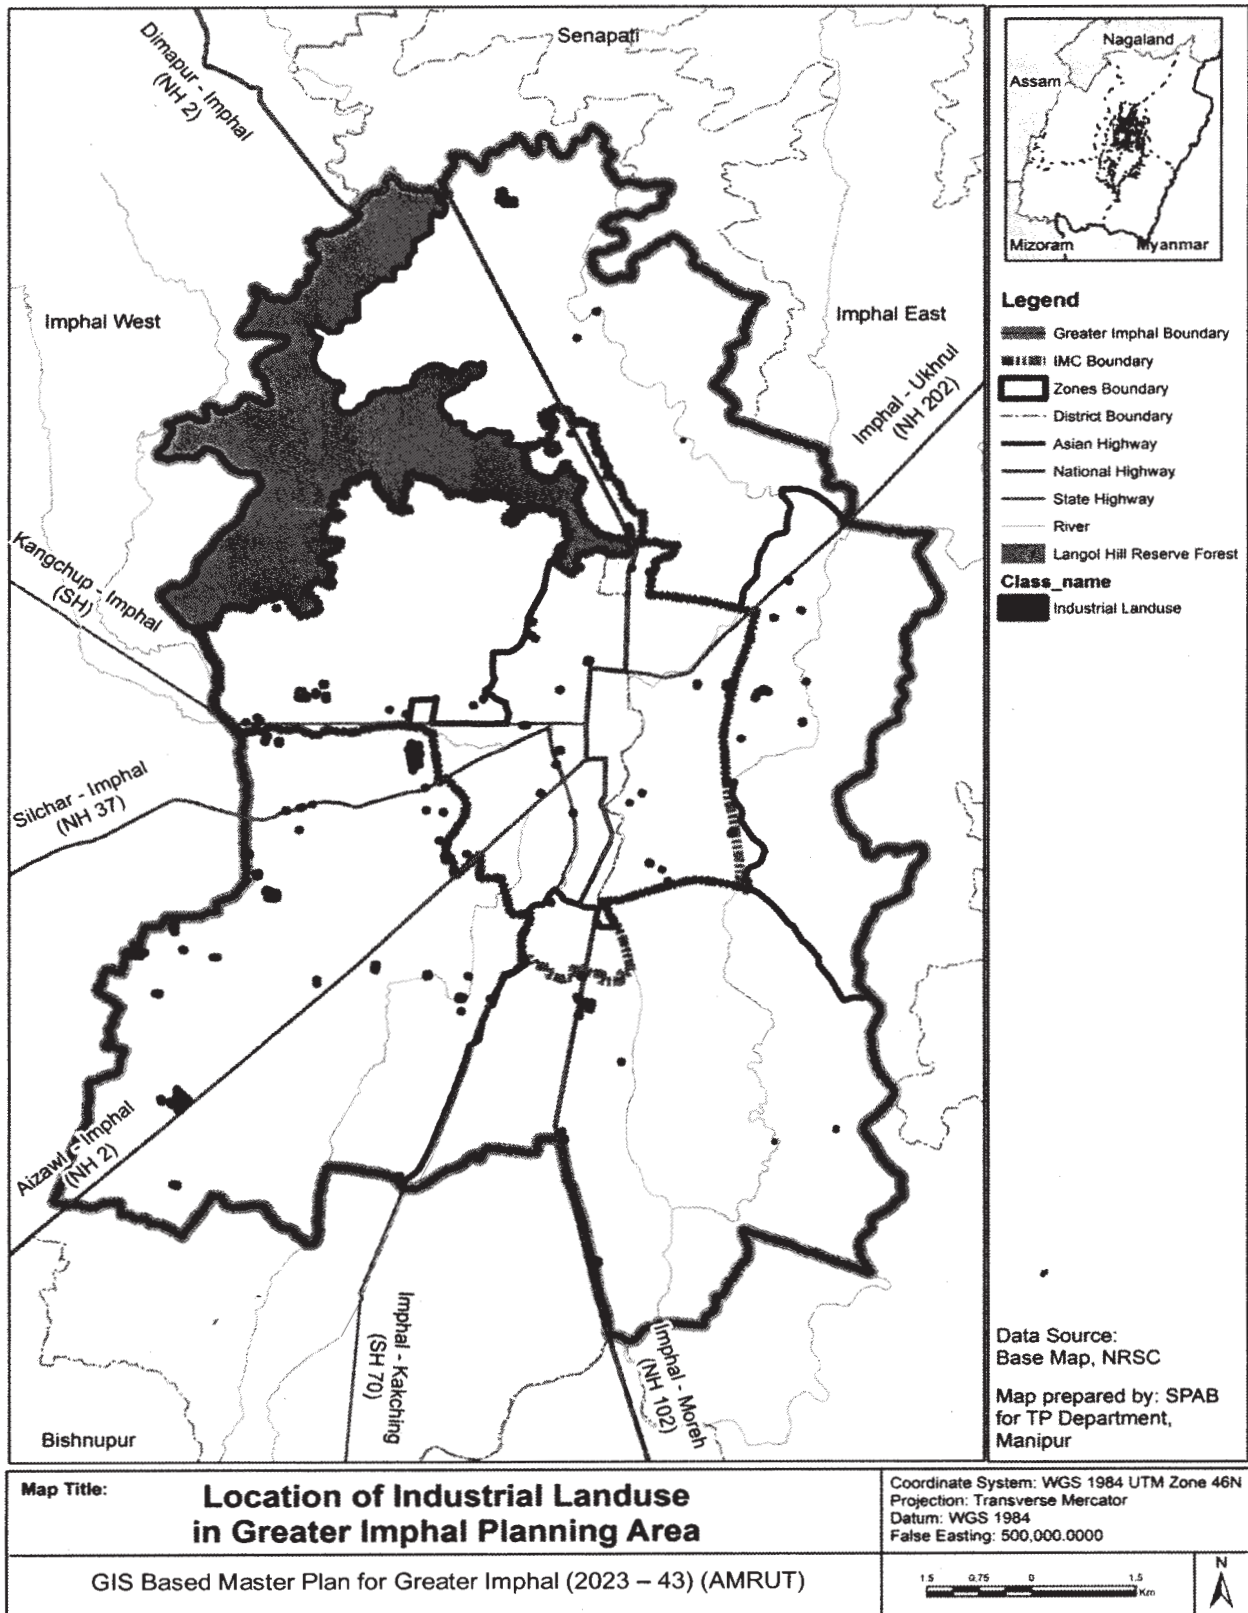 Senapati
Dimapur - Imphal
(NH 2)
Imphal West
Imphal East
Imphal - Ukhrul
(NH 202)
Kangchup - Imphal
(SH)
Silchar - Imphal
(NH 37)
Aizawl - Imphal
(NH 2)
Imphal - Kakching
(SH 70)
Imphal - Moreh
(NH 102)
Bishnupur
Nagaland
Assam
Mizoram
Myanmar
Legend
Greater Imphal Boundary
IMC Boundary
Zones Boundary
District Boundary
Asian Highway
National Highway
State Highway
River
Langol Hill Reserve Forest
Class_name
Industrial Landuse
Data Source:
Base Map, NRSC
Map prepared by: SPAB
for TP Department,
Manipur
Map Title:
Location of Industrial Landuse
in Greater Imphal Planning Area
GIS Based Master Plan for Greater Imphal (2023 – 43) (AMRUT)
Coordinate System: WGS 1984 UTM Zone 46N
Projection: Transverse Mercator
Datum: WGS 1984
False Easting: 500,000.0000
1.5 0.75 0 1.5
Km
N